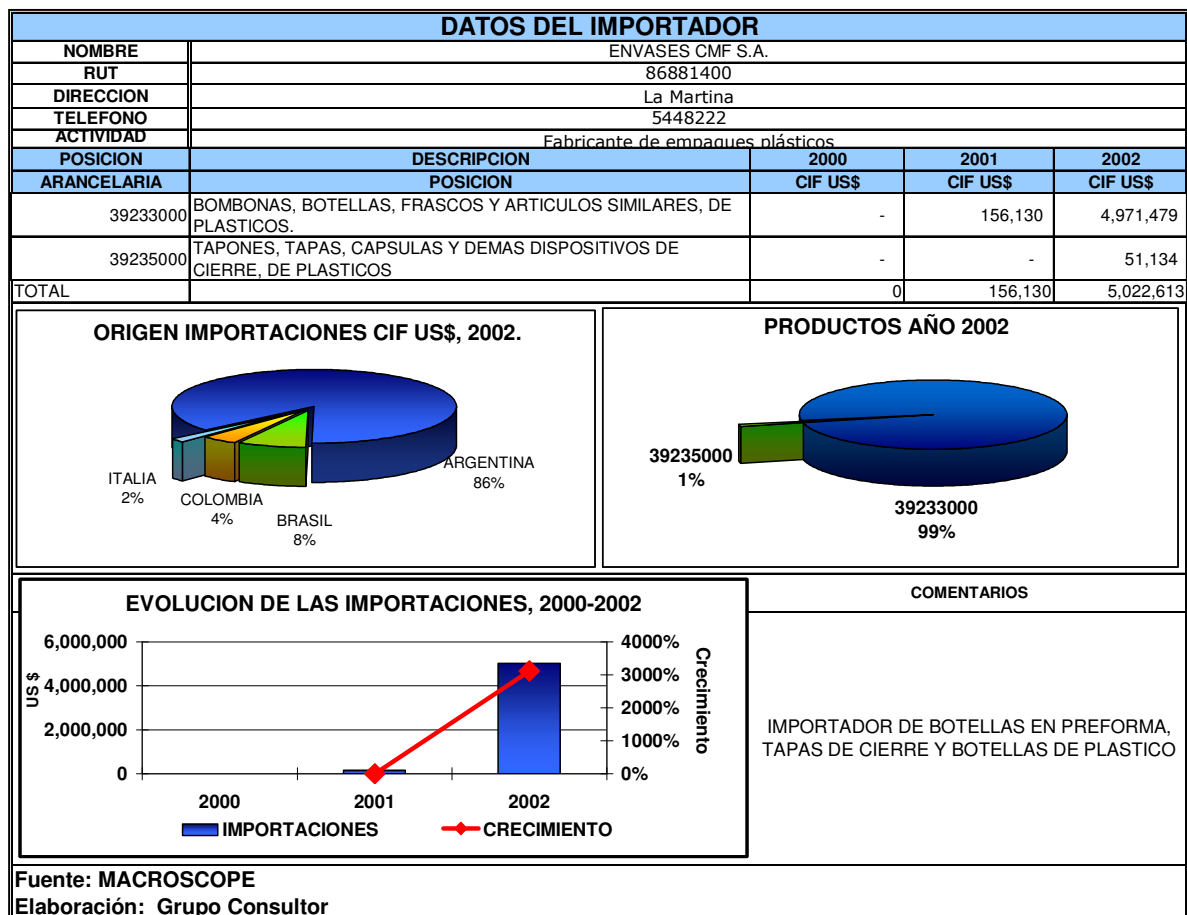 DATOS DEL IMPORTADOR
NOMBRE ENVASES CMF S.A.
RUT 86881400
DIRECCION La Martina
TELEFONO 5448222
ACTIVIDAD Fabricante de empaques plásticos
POSICION DESCRIPCION 2000 2001 2002
ARANCELARIA POSICION CIF US$ CIF US$ CIF US$
39233000 BOMBONAS, BOTELLAS, FRASCOS Y ARTICULOS SIMILARES, DE - 156,130 4,971,479
PLASTICOS.
39235000 TAPONES, TAPAS, CAPSULAS Y DEMAS DISPOSITIVOS DE - - 51,134
CIERRE, DE PLASTICOS
TOTAL 0 156,130 5,022,613
ORIGEN IMPORTACIONES CIF US$, 2002.
ARGENTINA
86%
ITALIA
2%
COLOMBIA
4%
BRASIL
8%
PRODUCTOS AÑO 2002
39235000
1%
39233000
99%
EVOLUCION DE LAS IMPORTACIONES, 2000-2002
6,000,000
4,000,000
2,000,000
0
US $
4000%
3000%
2000%
1000%
0%
Crecimiento
2000 2001 2002
IMPORTACIONES CRECIMIENTO
COMENTARIOS
IMPORTADOR DE BOTELLAS EN PREFORMA,
TAPAS DE CIERRE Y BOTELLAS DE PLASTICO
Fuente: MACROSCOPE
Elaboración: Grupo Consultor